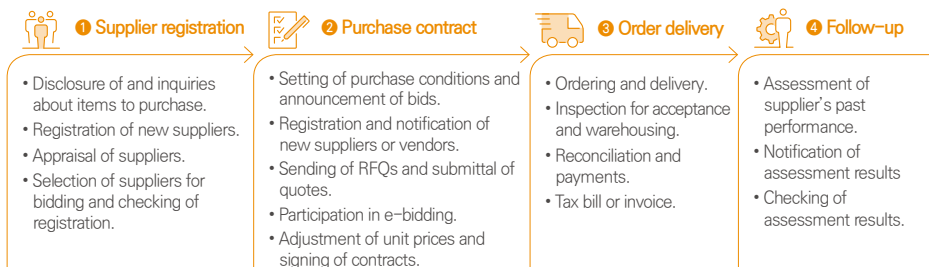 ❶ Supplier registration
• Disclosure of and inquiries
about items to purchase.
• Registration of new suppliers.
• Appraisal of suppliers.
• Selection of suppliers for
bidding and checking of
registration.
❷ Purchase contract
• Setting of purchase conditions and
announcement of bids.
• Registration and notification of
new suppliers or vendors.
• Sending of RFQs and submittal of
quotes.
• Participation in e-bidding.
• Adjustment of unit prices and
signing of contracts.
❸ Order delivery
• Ordering and delivery.
• Inspection for acceptance
and warehousing.
• Reconciliation and
payments.
• Tax bill or invoice.
❹ Follow-up
• Assessment of
supplier's past
performance.
• Notification of
assessment results
• Checking of
assessment results.